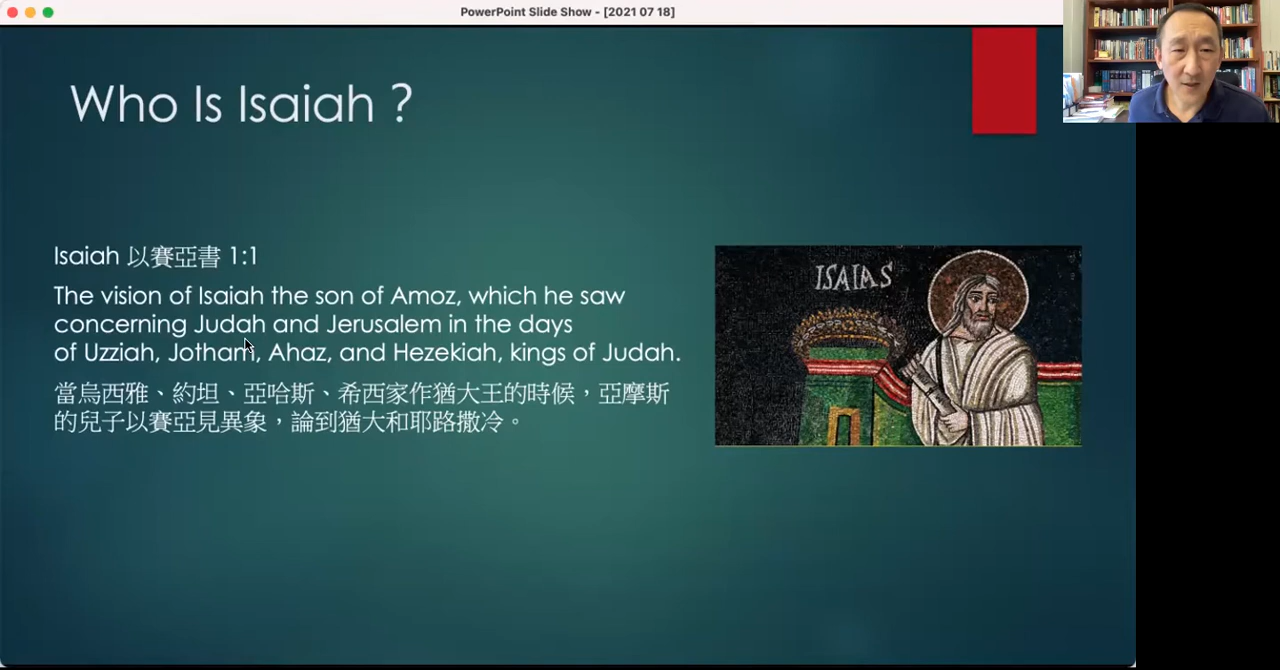 PowerPoint Slide Show - [2021 07 18]
Who Is Isaiah ?
Isaiah 以賽亞書 1:1
The vision of Isaiah the son of Amoz, which he saw
concerning Judah and Jerusalem in the days
of Uzziah, Jotham, Ahaz, and Hezekiah, kings of Judah.
當烏西雅、約坦、亞哈斯、希西家作猶大王的時候，亞摩斯
的兒子以賽亞見異象，論到猶大和耶路撒冷。
ISAIAS